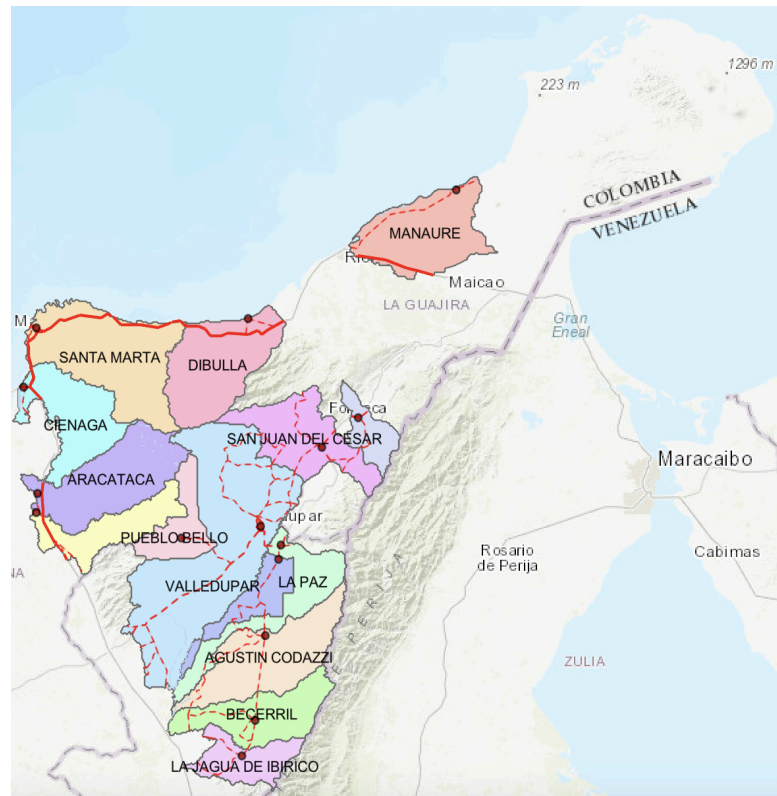 1296 m
223 m
COLOMBIA
VENEZUELA
MANAURE
Maicao
LA GUAJIRA
Gran
Eneal
SANTA MARTA
DIBULLA
CIENAGA
SAN JUAN DEL CESAR
ARACATACA
Maracaibo
PUEBLO BELLO
Rosario
de Perija
Cabimas
VALLEDUPAR
LA PAZ
AGUSTIN CODAZZI
ZULIA
BECERRIL
LA JAGUA DE IBIRICO